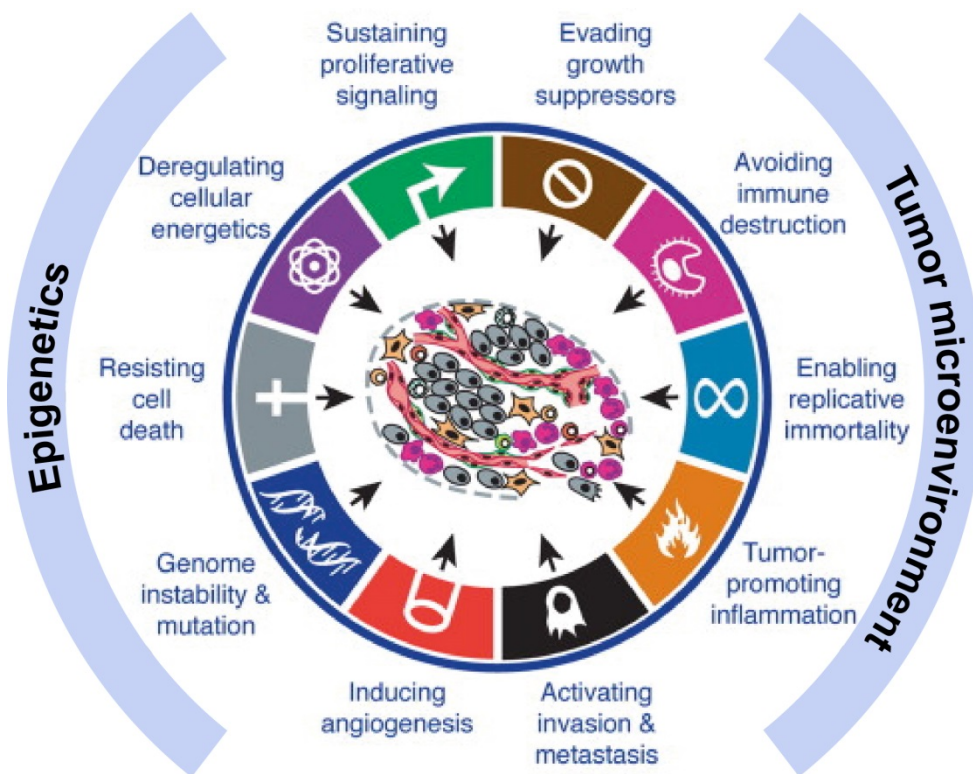 Sustaining
proliferative
signaling
Evading
growth
suppressors
Deregulating
cellular
energetics
Avoiding
immune
destruction
Epigenetics
Tumor microenvironment
Resisting
cell
death
Enabling
replicative
immortality
Genome
instability &
mutation
Tumor-
promoting
inflammation
Inducing
angiogenesis
Activating
invasion &
metastasis